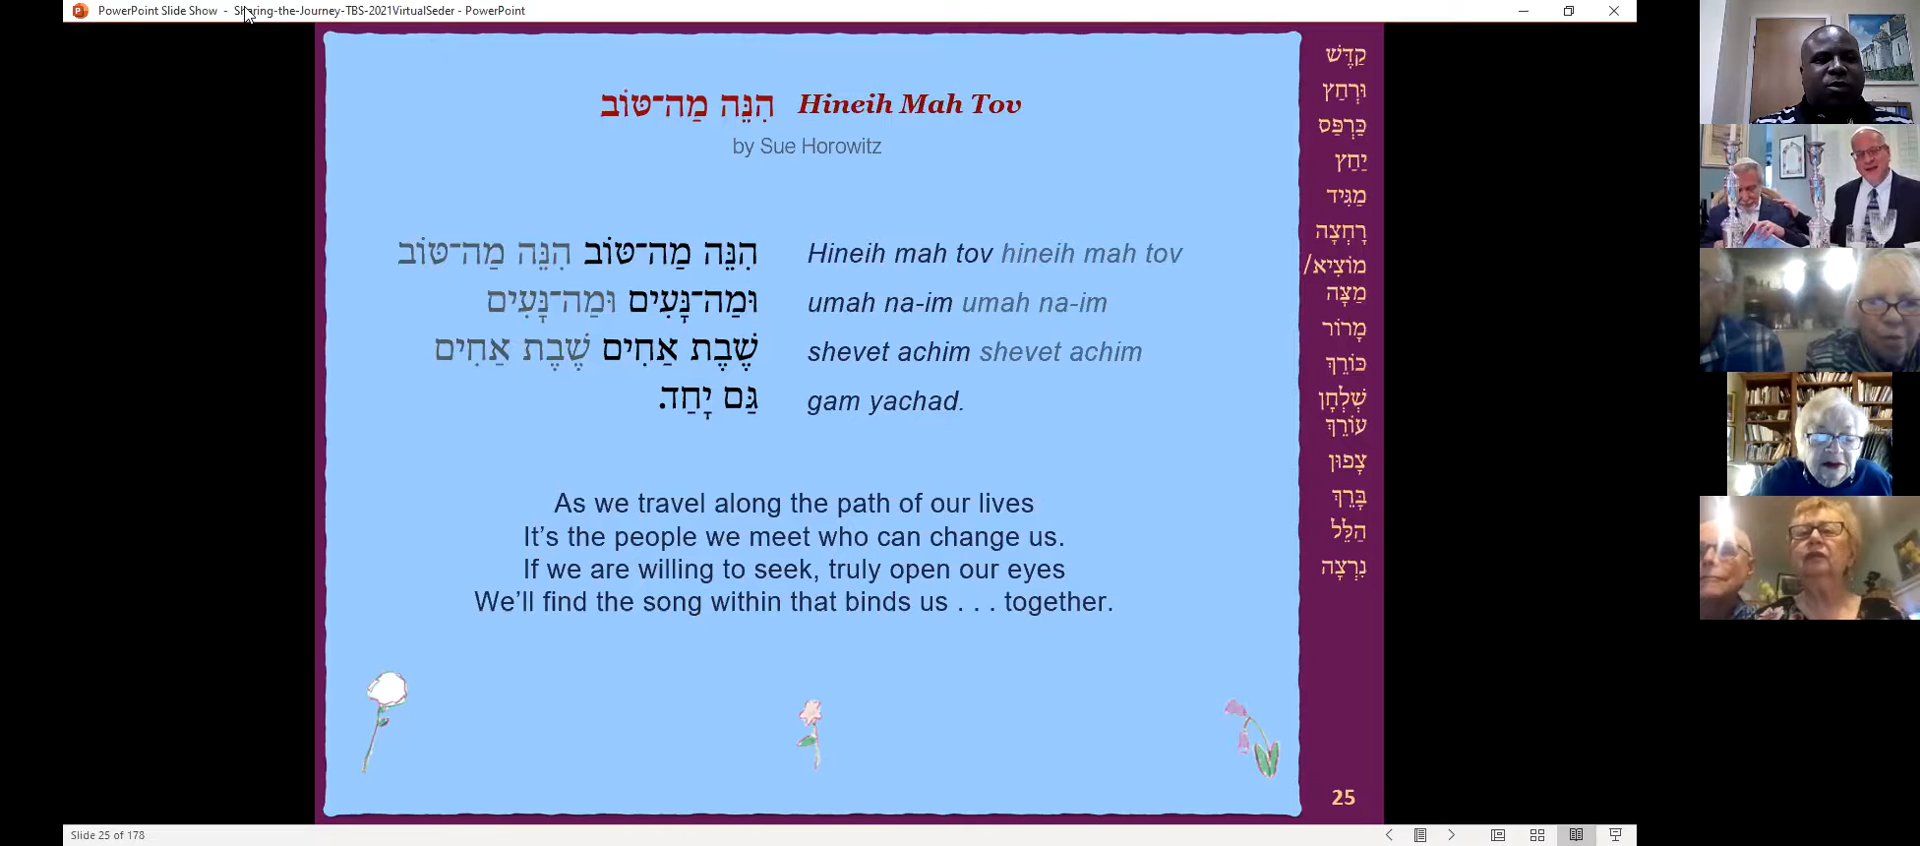 PowerPoint Slide Show - Sharing-the-Journey-TBS-2021VirtualSeder - PowerPoint
הִנֵּה מַה־טּוֹב Hineih Mah Tov
by Sue Horowitz
הִנֵּה מַה־טּוֹב הִנֵּה מַה־טּוֹב
וּמַה־נָּעִים וּמַה־נָּעִים
שֶׁבֶת אַחִים שֶׁבֶת אַחִים
גַּם יָחַד.
Hineih mah tov hineih mah tov
umah na-im umah na-im
shevet achim shevet achim
gam yachad.
As we travel along the path of our lives
It’s the people we meet who can change us.
If we are willing to seek, truly open our eyes
We’ll find the song within that binds us . . . together.
קַדֵּשׁ
וּרְחַץ
כַּרְפַּס
יַחַץ
מַגִּיד
רָחְצָה
מוֹצִיא/
מַצָּה
מָרוֹר
כּוֹרֵךְ
שֻׁלְחָן
עוֹרֵךְ
צָפוּן
בָּרֵךְ
הַלֵּל
נִרְצָה
25
Slide 25 of 178